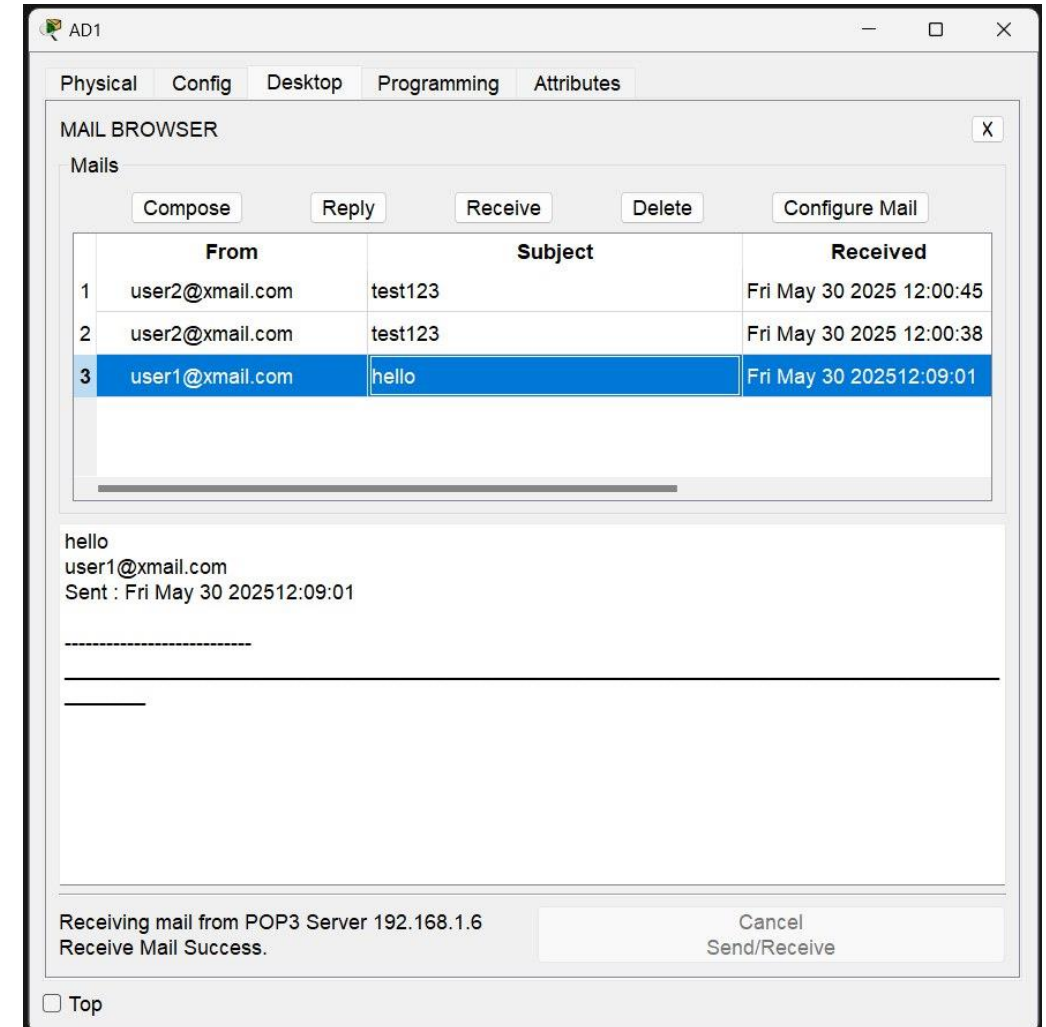 AD1
Physical Config Desktop Programming Attributes
MAIL BROWSER X
Mails
Compose Reply Receive Delete Configure Mail
From Subject Received
1 user2@xmail.com test123 Fri May 30 2025 12:00:45
2 user2@xmail.com test123 Fri May 30 2025 12:00:38
3 user1@xmail.com hello Fri May 30 202512:09:01
hello
user1@xmail.com
Sent : Fri May 30 202512:09:01
---------------------------
Receiving mail from POP3 Server 192.168.1.6
Receive Mail Success.
Cancel
Send/Receive
Top